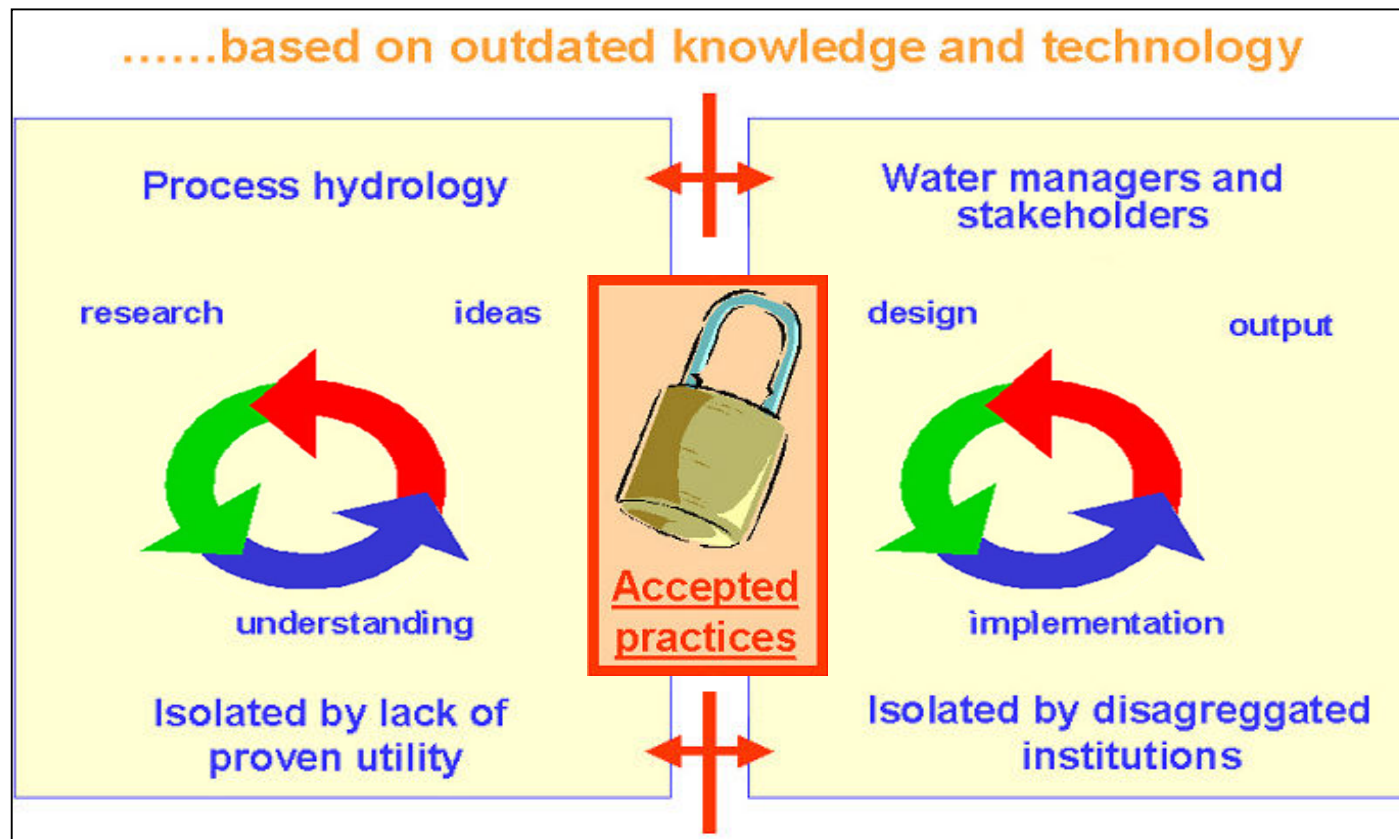 ......based on outdated knowledge and technology
Process hydrology
research
ideas
understanding
Isolated by lack of
proven utility
Accepted
practices
Water managers and
stakeholders
design
output
implementation
Isolated by disagreggated
institutions